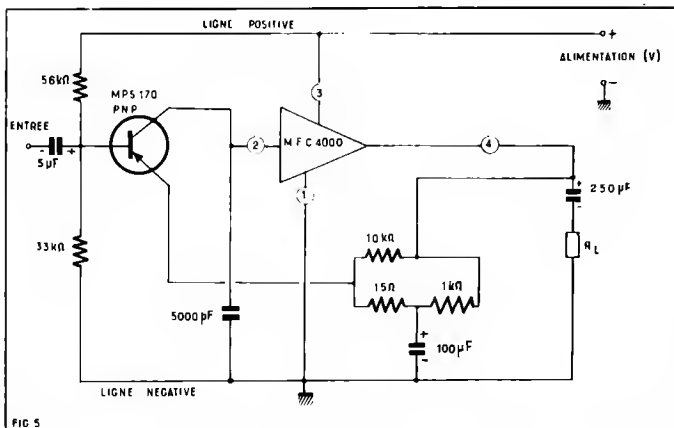 LIGNE POSITIVE
+
ALIMENTATION (V)
-
56kΩ
MPS 170
PNP
3
ENTREE
- +
5µF
2
MFC4000
4
1
+
250µF
-
10kΩ
RL
33kΩ
15Ω
1kΩ
5000pF
+
100µF
-
LIGNE NEGATIVE
FIG 5